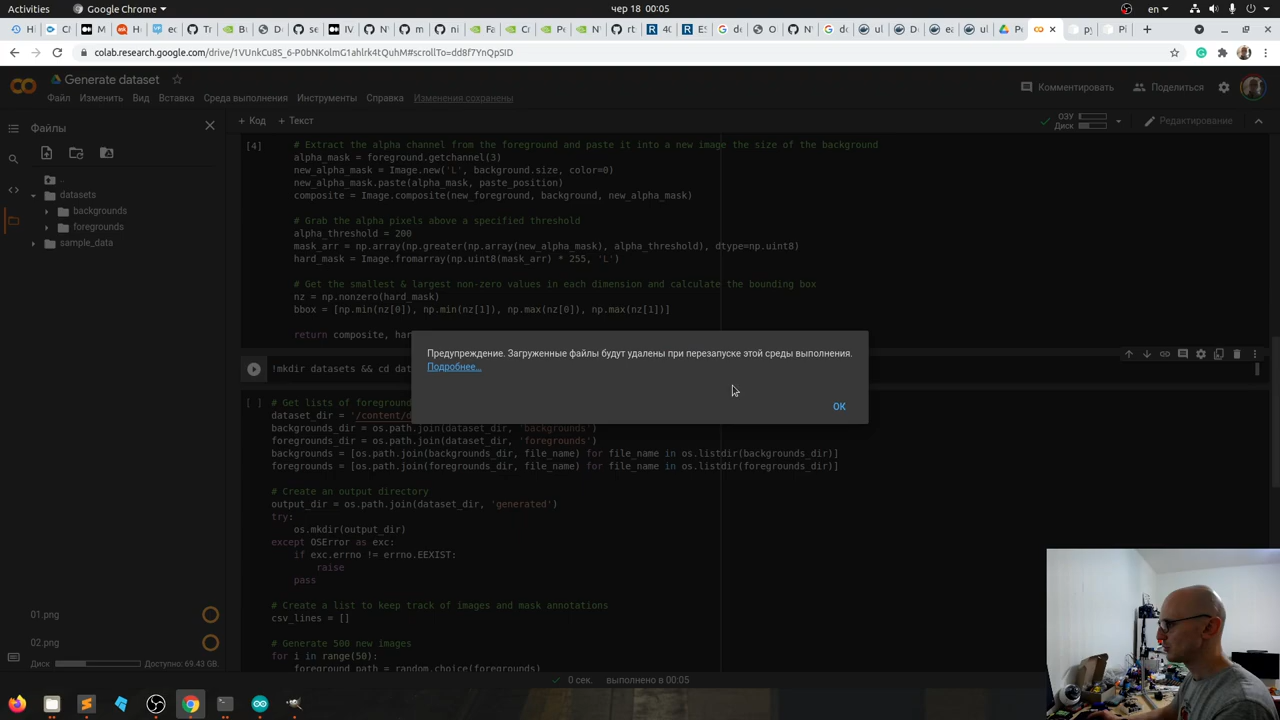 Activities
Google Chrome
чер 18 00:05
en
colab.research.google.com/drive/1VUnkCu8S_6-P0bNKolmG1ahlrk4tQuhM#scrollTo=dd8f7YnQpSID
Generate dataset
Файл Изменить Вид Вставка Среда выполнения Инструменты Справка Изменения сохранены
Комментировать
Поделиться
Файлы
+ Код + Текст
ОЗУ
Диск
Редактирование
..
datasets
backgrounds
foregrounds
sample_data
[4]
# Extract the alpha channel from the foreground and paste it into a new image the size of the background
alpha_mask = foreground.getchannel(3)
new_alpha_mask = Image.new('L', background.size, color=0)
new_alpha_mask.paste(alpha_mask, paste_position)
composite = Image.composite(new_foreground, background, new_alpha_mask)
# Grab the alpha pixels above a specified threshold
alpha_threshold = 200
mask_arr = np.array(np.greater(np.array(new_alpha_mask), alpha_threshold), dtype=np.uint8)
hard_mask = Image.fromarray(np.uint8(mask_arr) * 255, 'L')
# Get the smallest & largest non-zero values in each dimension and calculate the bounding box
nz = np.nonzero(hard_mask)
bbox = [np.min(nz[0]), np.min(nz[1]), np.max(nz[0]), np.max(nz[1])]
return composite, har
Предупреждение. Загруженные файлы будут удалены при перезапуске этой среды выполнения.
Подробнее…
ОК
!mkdir datasets && cd dat
[ ]
# Get lists of foregroun
dataset_dir = '/content/d
backgrounds_dir = os.path.join(dataset_dir, 'backgrounds')
foregrounds_dir = os.path.join(dataset_dir, 'foregrounds')
backgrounds = [os.path.join(backgrounds_dir, file_name) for file_name in os.listdir(backgrounds_dir)]
foregrounds = [os.path.join(foregrounds_dir, file_name) for file_name in os.listdir(foregrounds_dir)]
# Create an output directory
output_dir = os.path.join(dataset_dir, 'generated')
try:
os.mkdir(output_dir)
except OSError as exc:
if exc.errno != errno.EEXIST:
raise
pass
# Create a list to keep track of images and mask annotations
csv_lines = []
# Generate 500 new images
for i in range(50):
foreground_path = random.choice(foregrounds)
01.png
02.png
Диск
Доступно: 69.43 GB.
0 сек. выполнено в 00:05